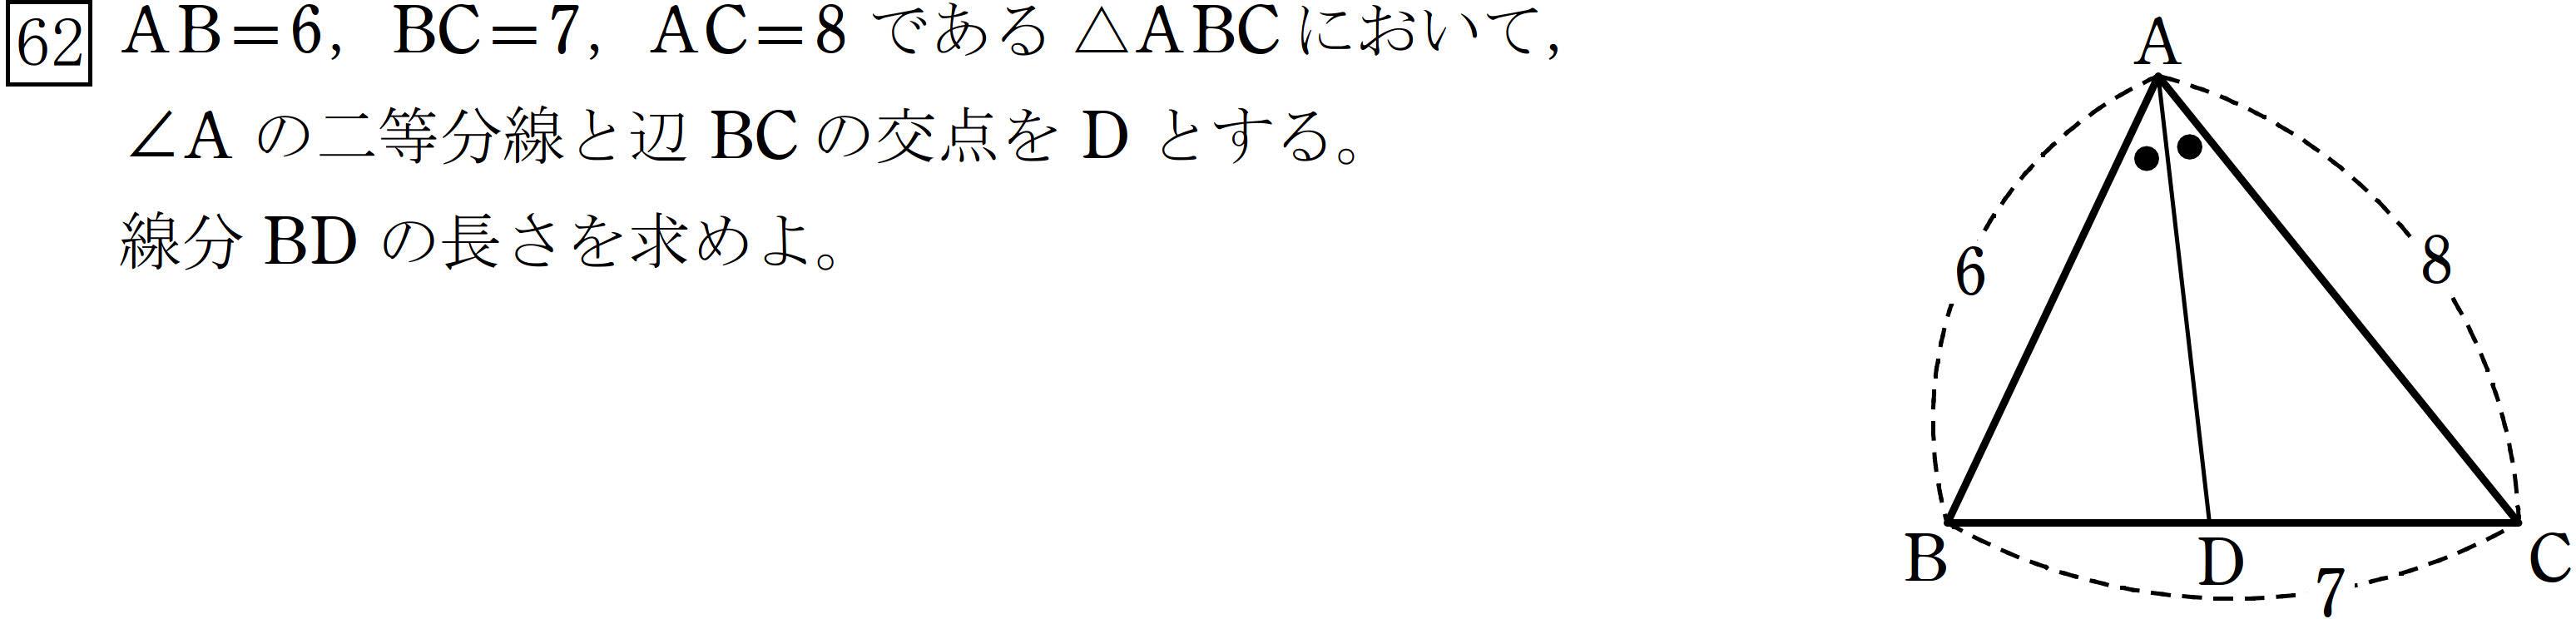 62 AB=6, BC=7, AC=8 である △ABC において,
∠A の二等分線と辺 BC の交点を D とする。
線分 BD の長さを求めよ。
A
6
8
B
D
C
7